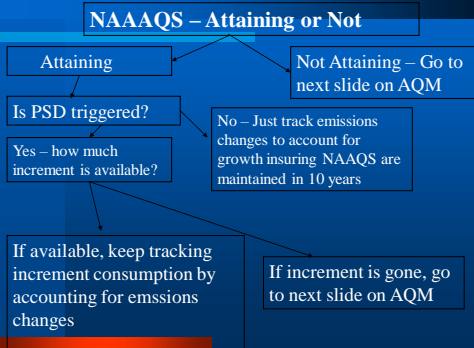 NAAAQS – Attaining or Not
Attaining
Not Attaining – Go to
next slide on AQM
Is PSD triggered?
No – Just track emissions
changes to account for
growth insuring NAAQS are
maintained in 10 years
Yes – how much
increment is available?
If available, keep tracking
increment consumption by
accounting for emssions
changes
If increment is gone, go
to next slide on AQM